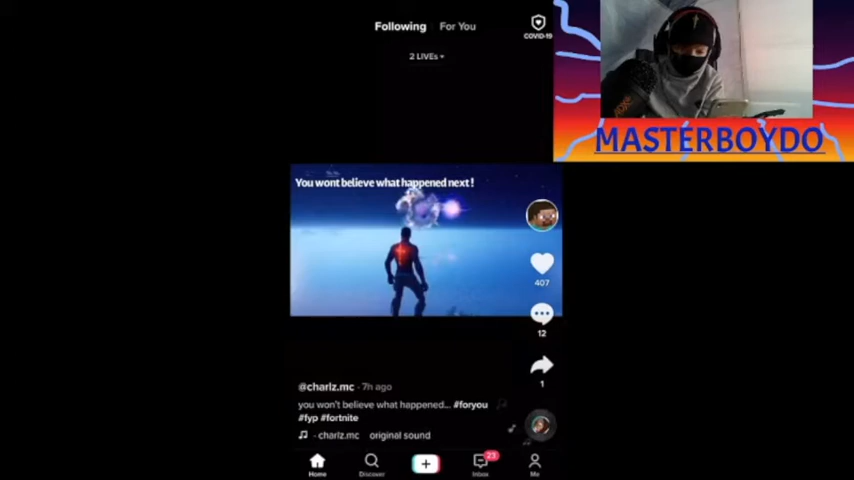 Following For You
COVID-19
2 LIVEs
MASTERBOYDO
You wont believe what happened next !
407
12
1
@charlz.mc · 7h ago
you won't believe what happened... #foryou
#fyp #fortnite
- charlz.mc original sound
23
Home Discover Inbox Me